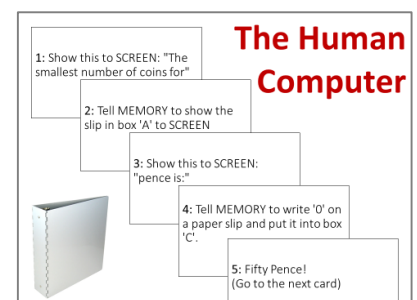 The Human
Computer
1: Show this to SCREEN: "The
smallest number of coins for"
2: Tell MEMORY to show the
slip in box 'A' to SCREEN
3: Show this to SCREEN:
"pence is:"
4: Tell MEMORY to write '0' on
a paper slip and put it into box
'C'.
5: Fifty Pence!
(Go to the next card)